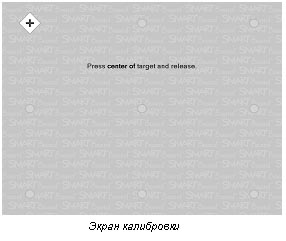 Press center of target and release.
Экран калибровки